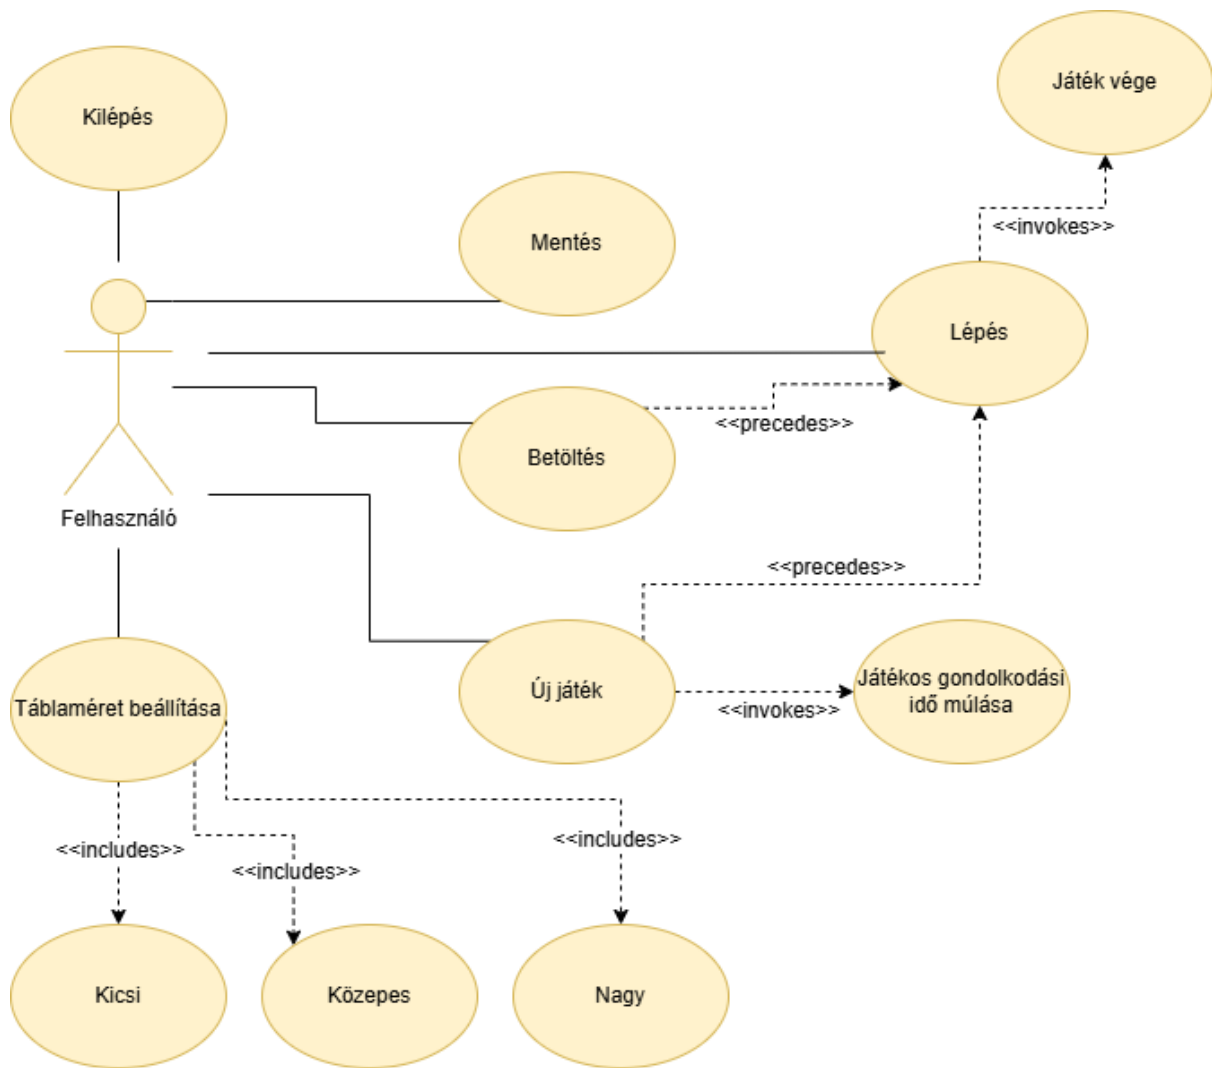 Játék vége
Kilépés
<<invokes>>
Mentés
Lépés
<<precedes>>
Betöltés
Felhasználó
<<precedes>>
Új játék
Játékos gondolkodási
idő múlása
<<invokes>>
Táblaméret beállítása
<<includes>>
<<includes>>
<<includes>>
Kicsi
Közepes
Nagy